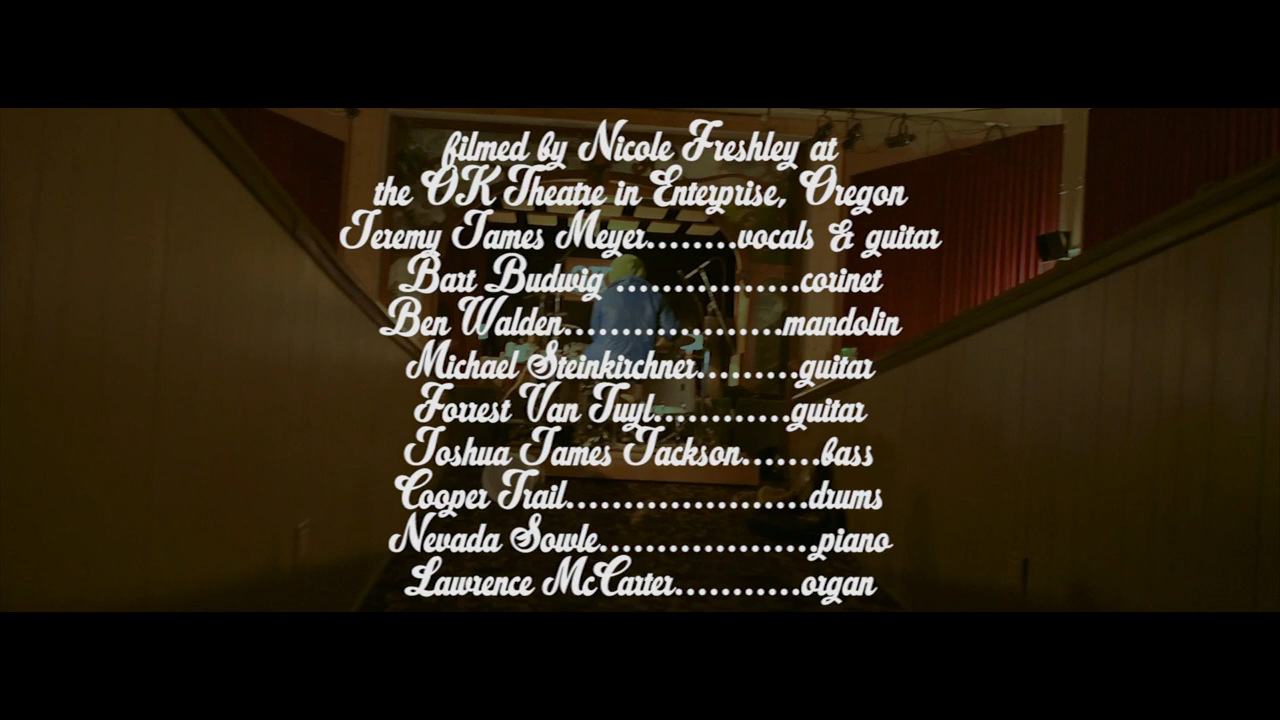 filmed by Nicole Freshley at
the OK Theatre in Enterprise, Oregon
Jeremy James Meyer........vocals & guitar
Bart Budwig ................corinet
Ben Walden...................mandolin
Michael Steinkirchner.........guitar
Forrest Van Tuyl............guitar
Joshua James Jackson.......bass
Cooper Trail.....................drums
Nevada Sowle...................piano
Lawrence McCarter...........organ